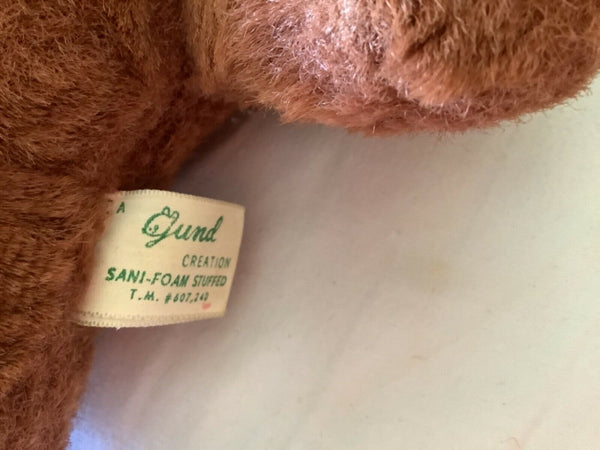 A
Gund
CREATION
SANI-FOAM STUFFED
T.M. #607,240